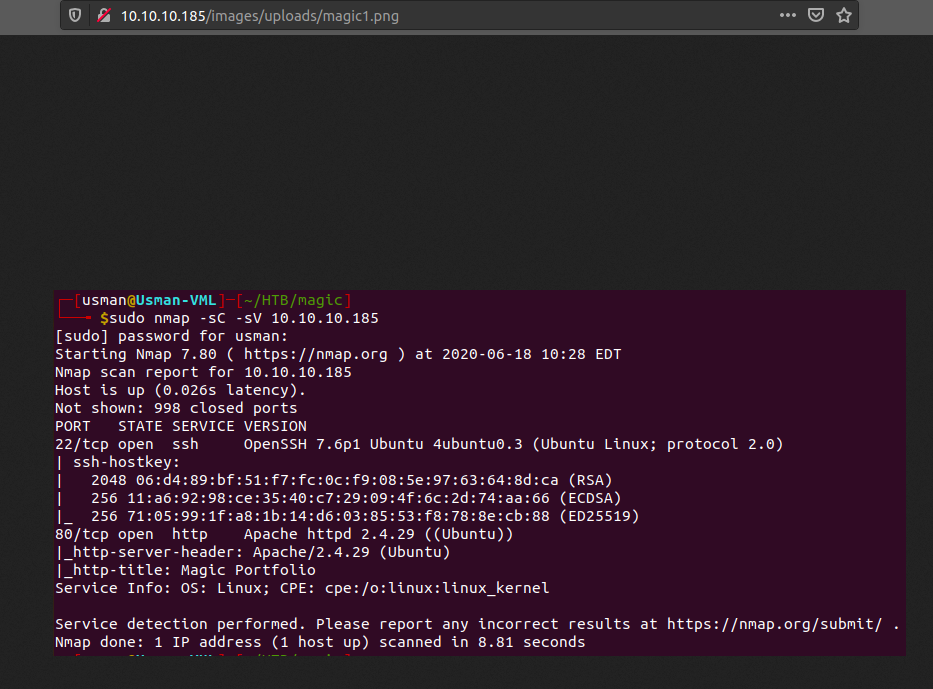 10.10.10.185/images/uploads/magic1.png
┌─[usman@Usman-VML]─[~/HTB/magic]
└──╼ $sudo nmap -sC -sV 10.10.10.185
[sudo] password for usman:
Starting Nmap 7.80 ( https://nmap.org ) at 2020-06-18 10:28 EDT
Nmap scan report for 10.10.10.185
Host is up (0.026s latency).
Not shown: 998 closed ports
PORT   STATE SERVICE VERSION
22/tcp open  ssh     OpenSSH 7.6p1 Ubuntu 4ubuntu0.3 (Ubuntu Linux; protocol 2.0)
| ssh-hostkey:
|   2048 06:d4:89:bf:51:f7:fc:0c:f9:08:5e:97:63:64:8d:ca (RSA)
|   256 11:a6:92:98:ce:35:40:c7:29:09:4f:6c:2d:74:aa:66 (ECDSA)
|_  256 71:05:99:1f:a8:1b:14:d6:03:85:53:f8:78:8e:cb:88 (ED25519)
80/tcp open  http    Apache httpd 2.4.29 ((Ubuntu))
|_http-server-header: Apache/2.4.29 (Ubuntu)
|_http-title: Magic Portfolio
Service Info: OS: Linux; CPE: cpe:/o:linux:linux_kernel
Service detection performed. Please report any incorrect results at https://nmap.org/submit/ .
Nmap done: 1 IP address (1 host up) scanned in 8.81 seconds